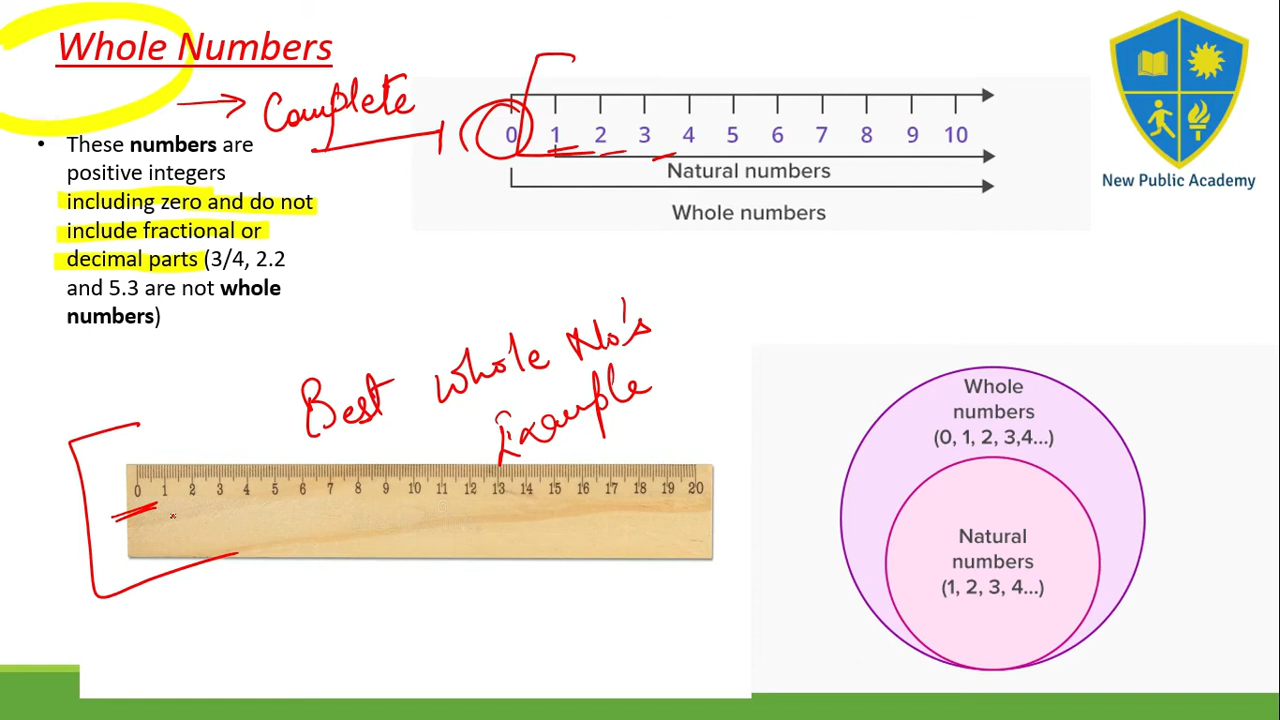 Whole Numbers
→ Complete
• These numbers are
positive integers
including zero and do not
include fractional or
decimal parts (3/4, 2.2
and 5.3 are not whole
numbers)
0 1 2 3 4 5 6 7 8 9 10
Natural numbers
Whole numbers
New Public Academy
Best Whole No's
Example
0 1 2 3 4 5 6 7 8 9 10 11 12 13 14 15 16 17 18 19 20
Whole
numbers
(0, 1, 2, 3,4...)
Natural
numbers
(1, 2, 3, 4...)